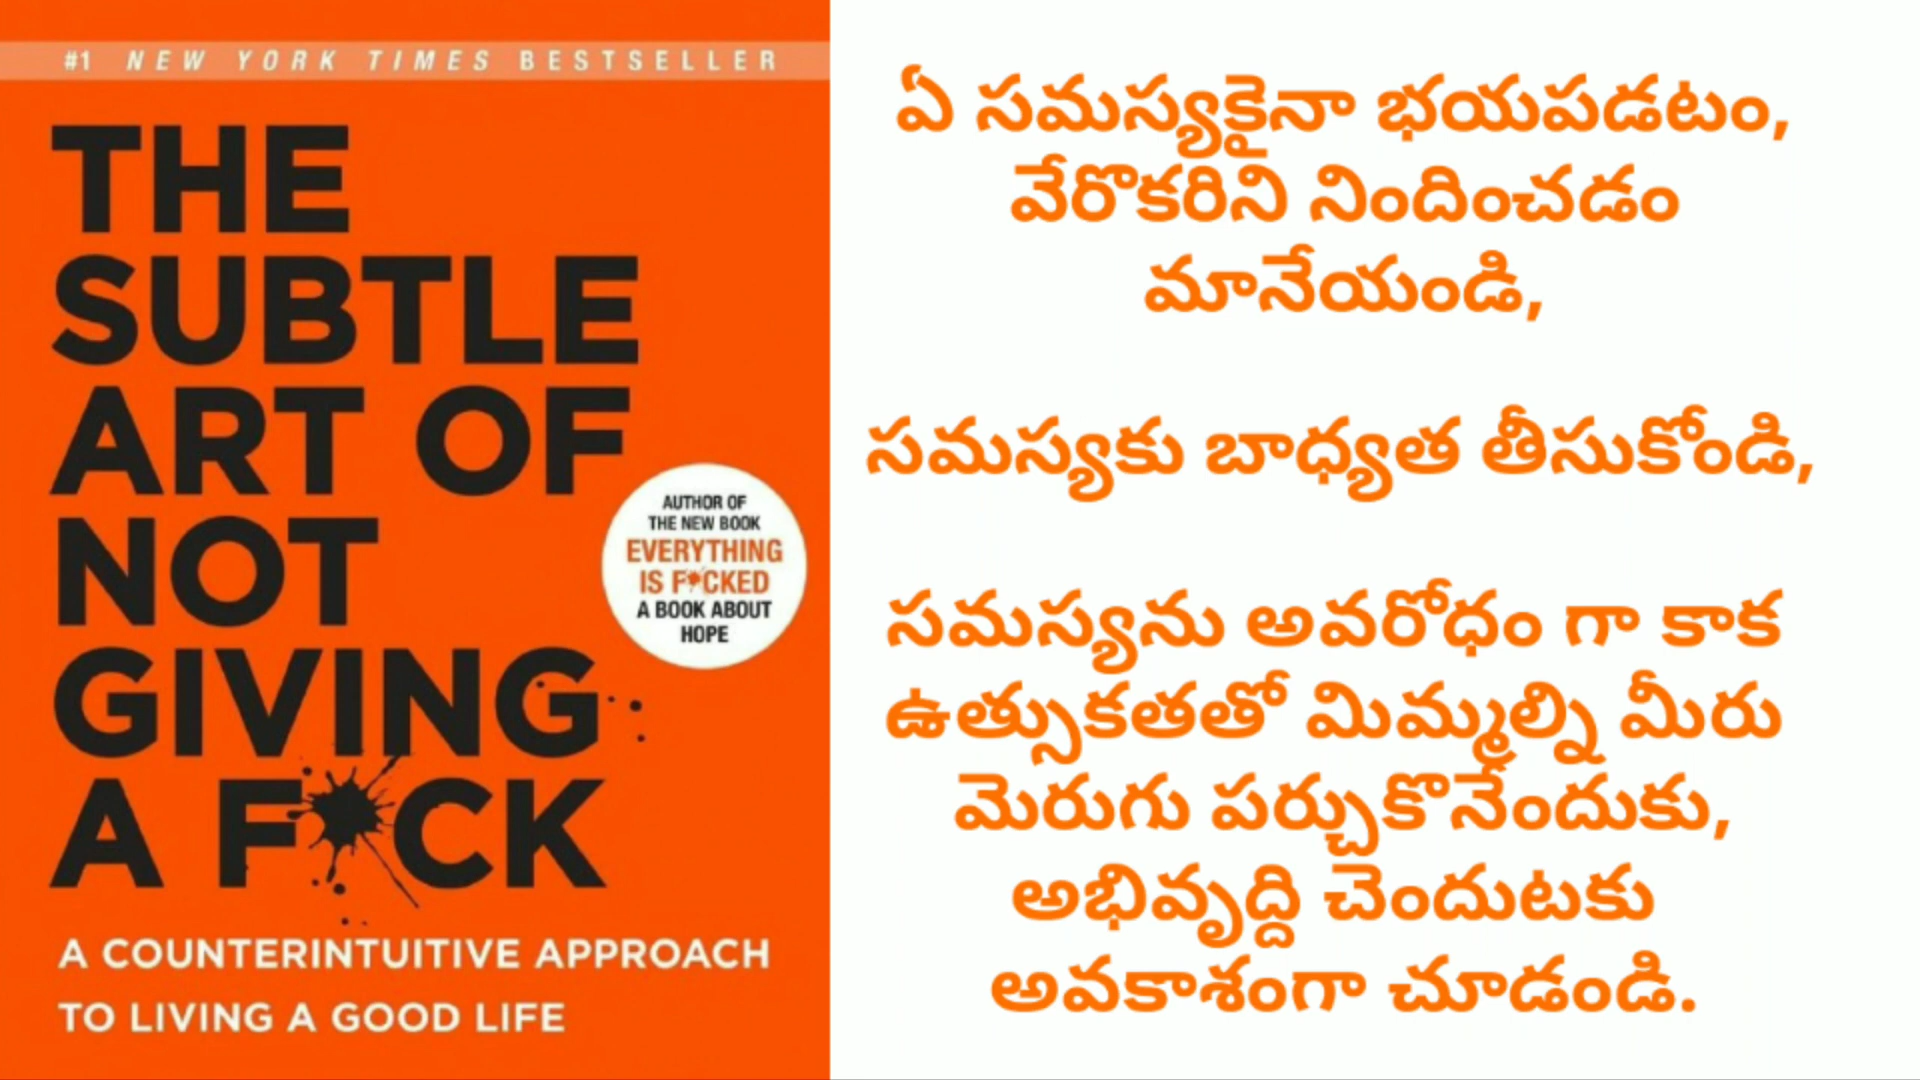 #1 NEW YORK TIMES BESTSELLER
THE
SUBTLE
ART OF
NOT
GIVING
A F*CK
AUTHOR OF
THE NEW BOOK
EVERYTHING
IS F*CKED
A BOOK ABOUT
HOPE
A COUNTERINTUITIVE APPROACH
TO LIVING A GOOD LIFE
ఏ సమస్యకైనా భయపడటం,
వేరొకరిని నిందించడం
మానేయండి,
సమస్యకు బాధ్యత తీసుకోండి,
సమస్యను అవరోధం గా కాక
ఉత్సుకతతో మిమ్మల్ని మీరు
మెరుగు పర్చుకొనేందుకు,
అభివృద్ది చెందుటకు
అవకాశంగా చూడండి.